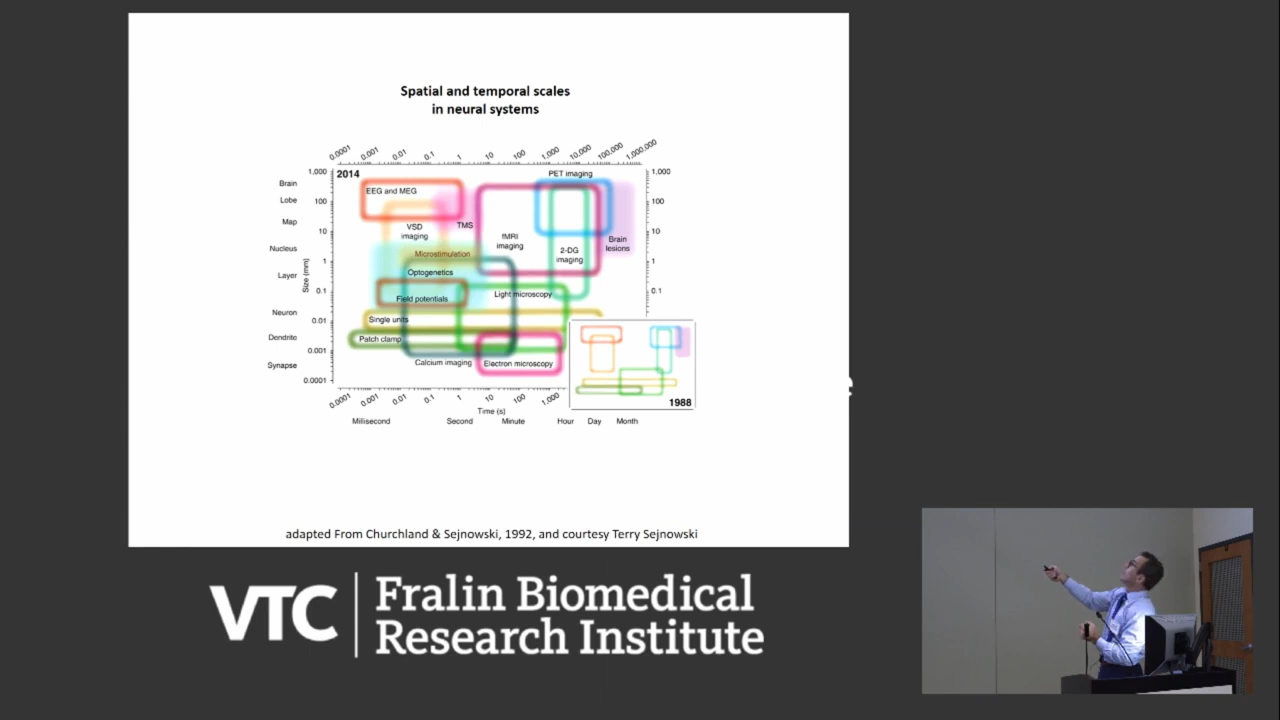 Spatial and temporal scales
in neural systems
0.0001 0.001 0.01 0.1 1 10 100 1,000 10,000 100,000 1,000,000
2014
1,000
100
10
1
0.1
0.01
0.001
0.0001
Size (mm)
Brain
Lobe
Map
Nucleus
Layer
Neuron
Dendrite
Synapse
EEG and MEG
PET imaging
VSD
imaging
TMS
fMRI
imaging
2-DG
imaging
Brain
lesions
Microstimulation
Optogenetics
Field potentials
Light microscopy
Single units
Patch clamp
Calcium imaging
Electron microscopy
1,000
100
10
1
0.1
1988
0.0001 0.001 0.01 0.1 1 10 100 1,000
Time (s)
Millisecond Second Minute Hour Day Month
adapted From Churchland & Sejnowski, 1992, and courtesy Terry Sejnowski
e
VTC
Fralin Biomedical
Research Institute